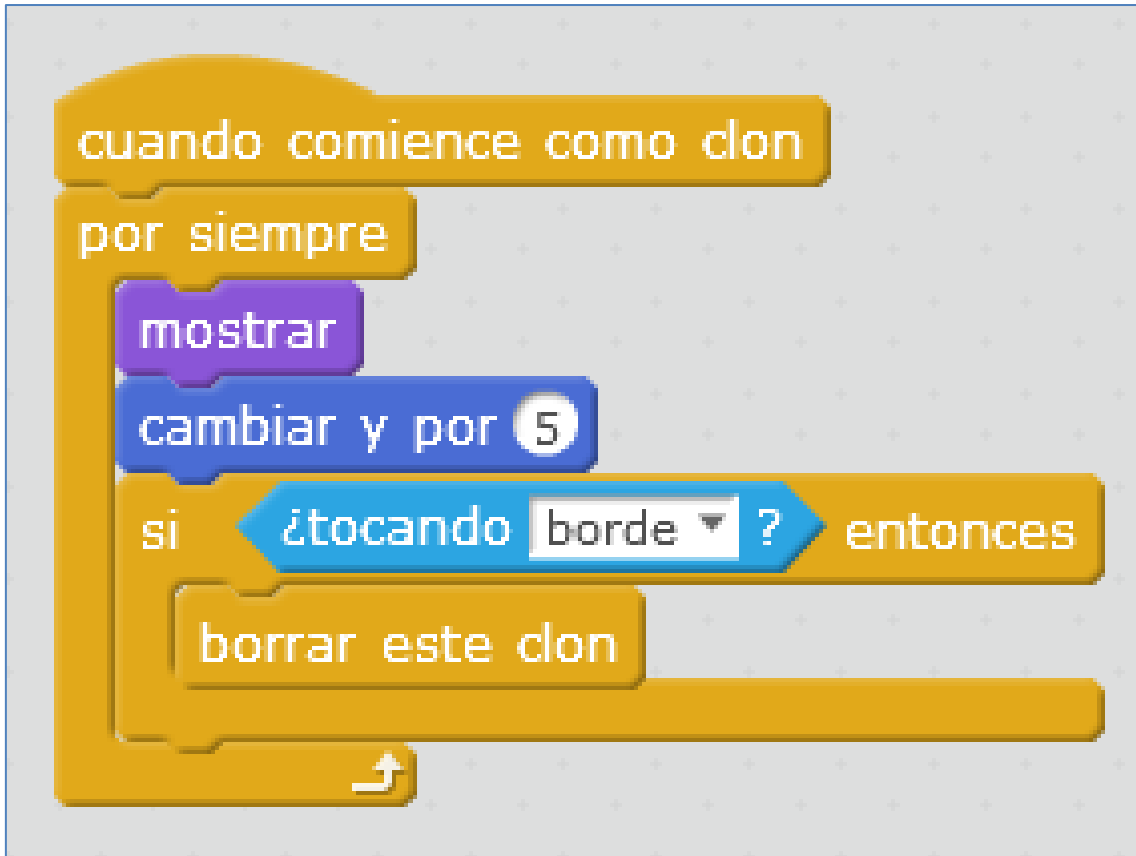 cuando comience como clon
por siempre
mostrar
cambiar y por 5
si ¿tocando borde ? entonces
borrar este clon